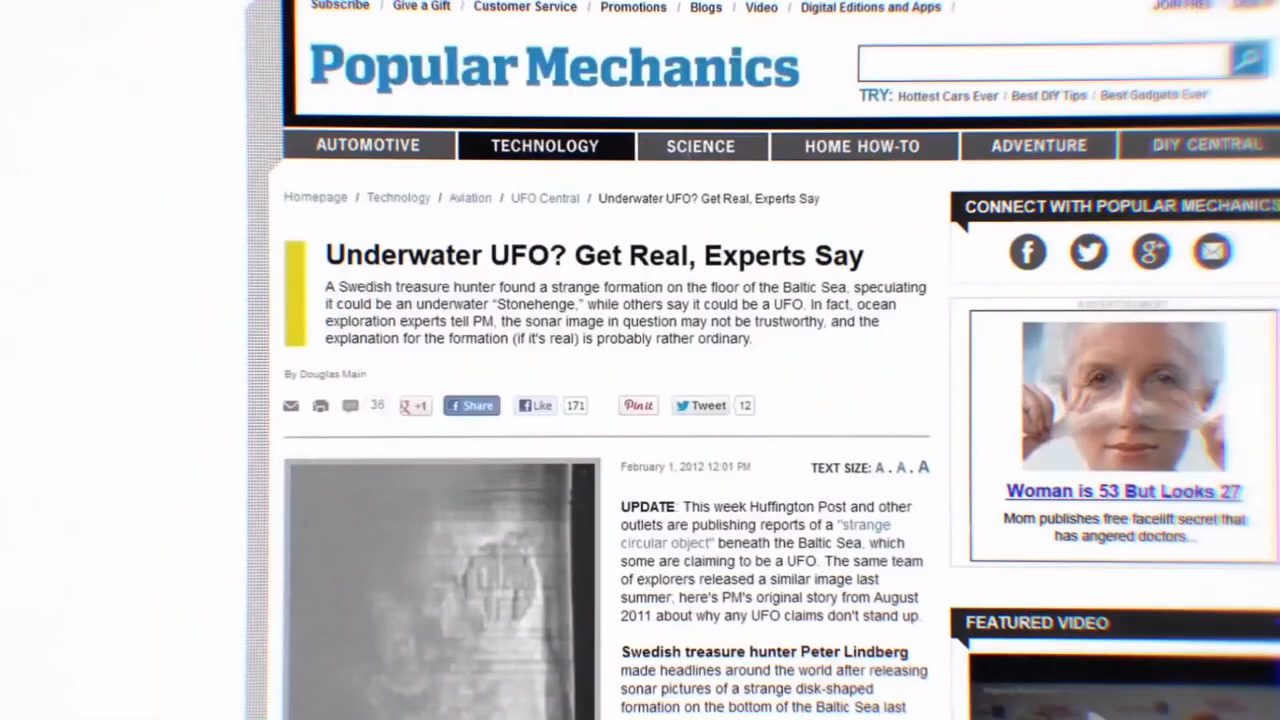 Subscribe / Give a Gift / Customer Service / Promotions / Blogs / Video / Digital Editions and Apps /
JOIN FREE
Popular Mechanics
TRY: Hottest Cars Ever / Best DIY Tips / Best Gadgets Ever
AUTOMOTIVE TECHNOLOGY SCIENCE HOME HOW-TO ADVENTURE DIY CENTRAL
Homepage / Technology / Aviation / UFO Central / Underwater UFO? Get Real, Experts Say
Underwater UFO? Get Real, Experts Say
A Swedish treasure hunter found a strange formation on the floor of the Baltic Sea, speculating
it could be an underwater "Stonehenge," while others say it could be a UFO. In fact, ocean
exploration experts tell PM, the sonar image in question may not be trustworthy, and the
explanation for the formation (if it's real) is probably rather ordinary.
By Douglas Main
36 +1 Share Like 171 Pin it Tweet 12
February 1, 2012 12:01 PM TEXT SIZE: A . A . A
UPDATE: This week Huffington Post and other
outlets are publishing reports of a "strange
circular object" beneath the Baltic Sea, which
some are claiming to be a UFO. The same team
of explorers released a similar image last
summer; here's PM's original story from August
2011 about why any UFO claims don't stand up.
Swedish treasure hunter Peter Lindberg
made headlines around the world after releasing
sonar pictures of a strange disk-shaped
formation on the bottom of the Baltic Sea last
CONNECT WITH POPULAR MECHANICS
ADVERTISEMENT
Woman is 53 But Looks 27
Mom publishes free facelift secret that
has angered doctors...
FEATURED VIDEO